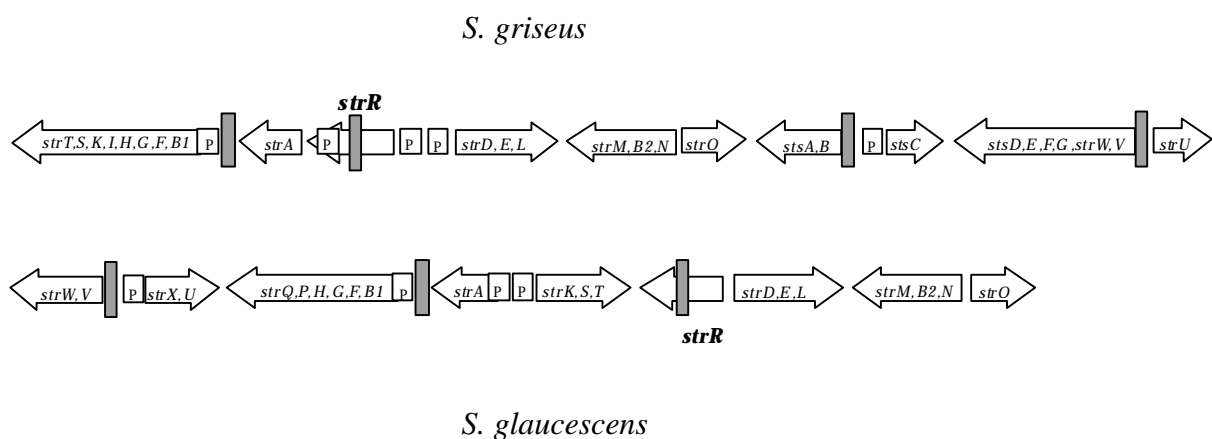 S. griseus
strR
strT,S,K,I,H,G,F,B1 P strA P P P strD,E,L strM,B2,N strO stsA,B P stsC stsD,E,F,G,strW,V strU
strW,V P strX,U strQ,P,H,G,F,B1 P strA P P strK,S,T strD,E,L strM,B2,N strO
strR
S. glaucescens